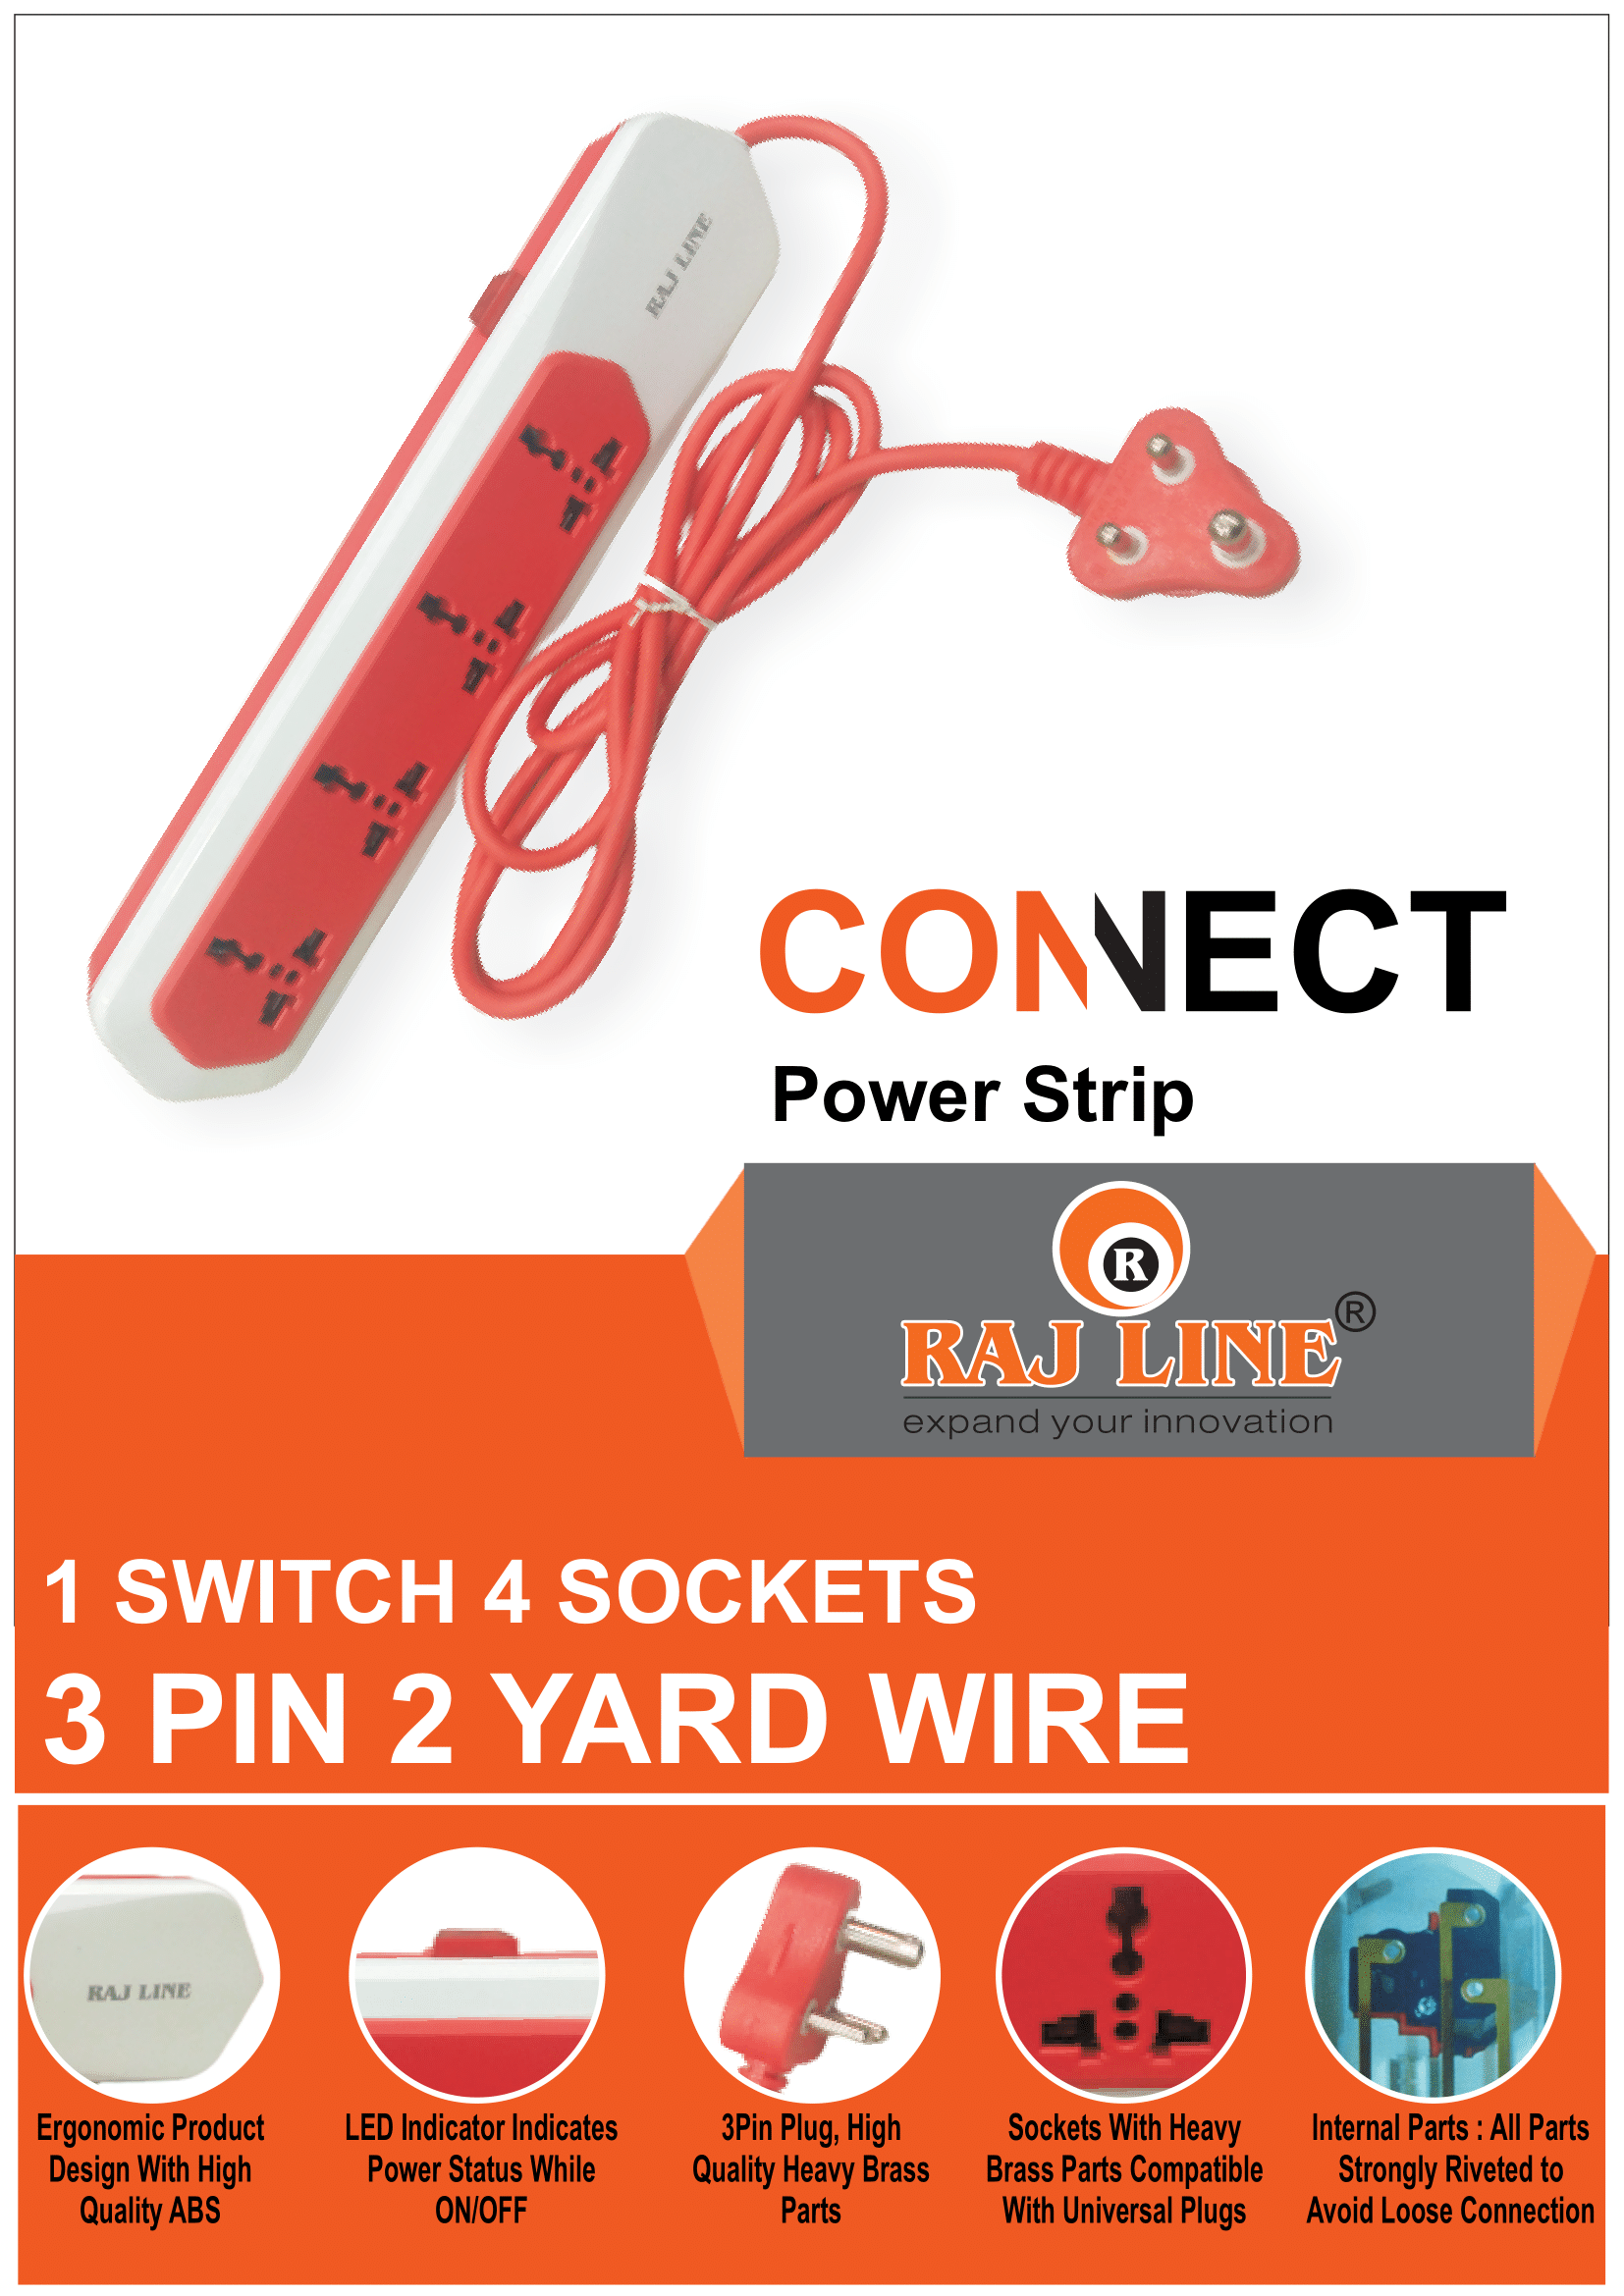 RAJ LINE
CONNECT
Power Strip
R
RAJ LINE®
expand your innovation
1 SWITCH 4 SOCKETS
3 PIN 2 YARD WIRE
RAJ LINE
Ergonomic Product
Design With High
Quality ABS
LED Indicator Indicates
Power Status While
ON/OFF
3Pin Plug, High
Quality Heavy Brass
Parts
Sockets With Heavy
Brass Parts Compatible
With Universal Plugs
Internal Parts : All Parts
Strongly Riveted to
Avoid Loose Connection